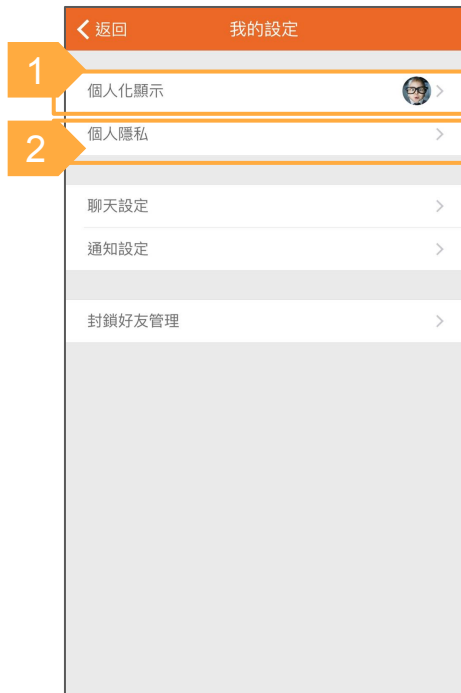 返回
我的設定
1
個人化顯示
2
個人隱私
聊天設定
通知設定
封鎖好友管理